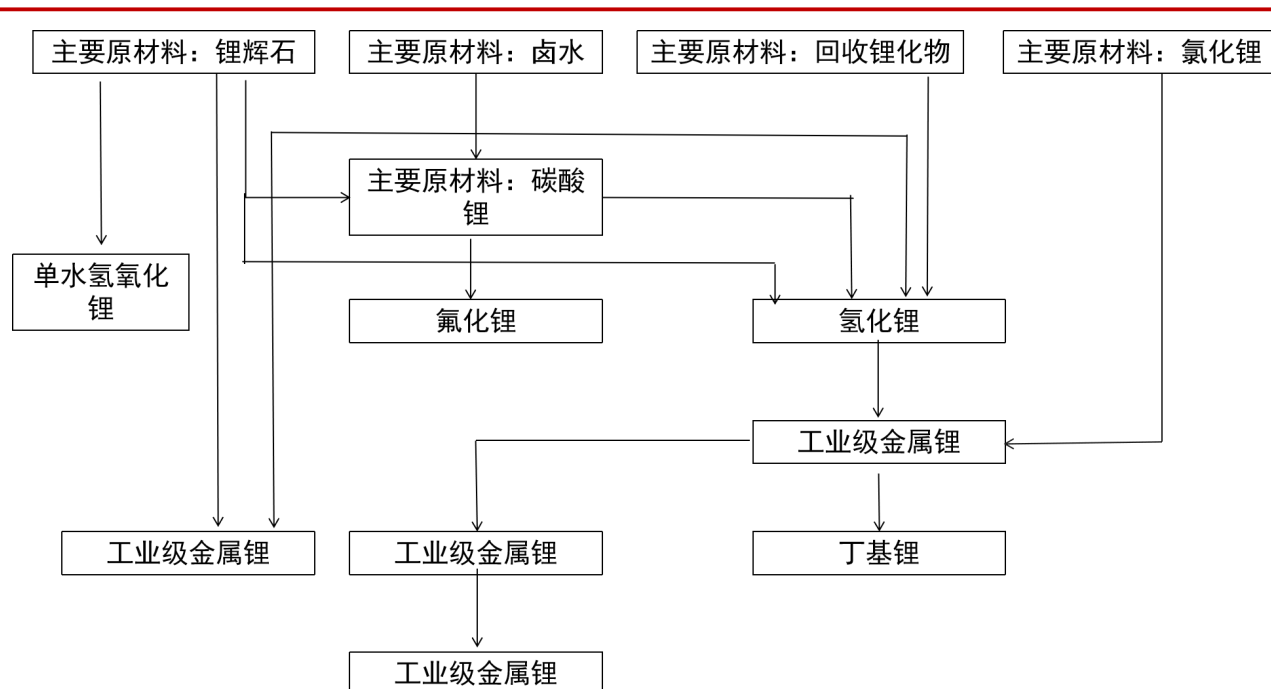 主要原材料：锂辉石
主要原材料：卤水
主要原材料：回收锂化物
主要原材料：氯化锂
主要原材料：碳酸
锂
单水氢氧化
锂
氟化锂
氢化锂
工业级金属锂
工业级金属锂
工业级金属锂
丁基锂
工业级金属锂